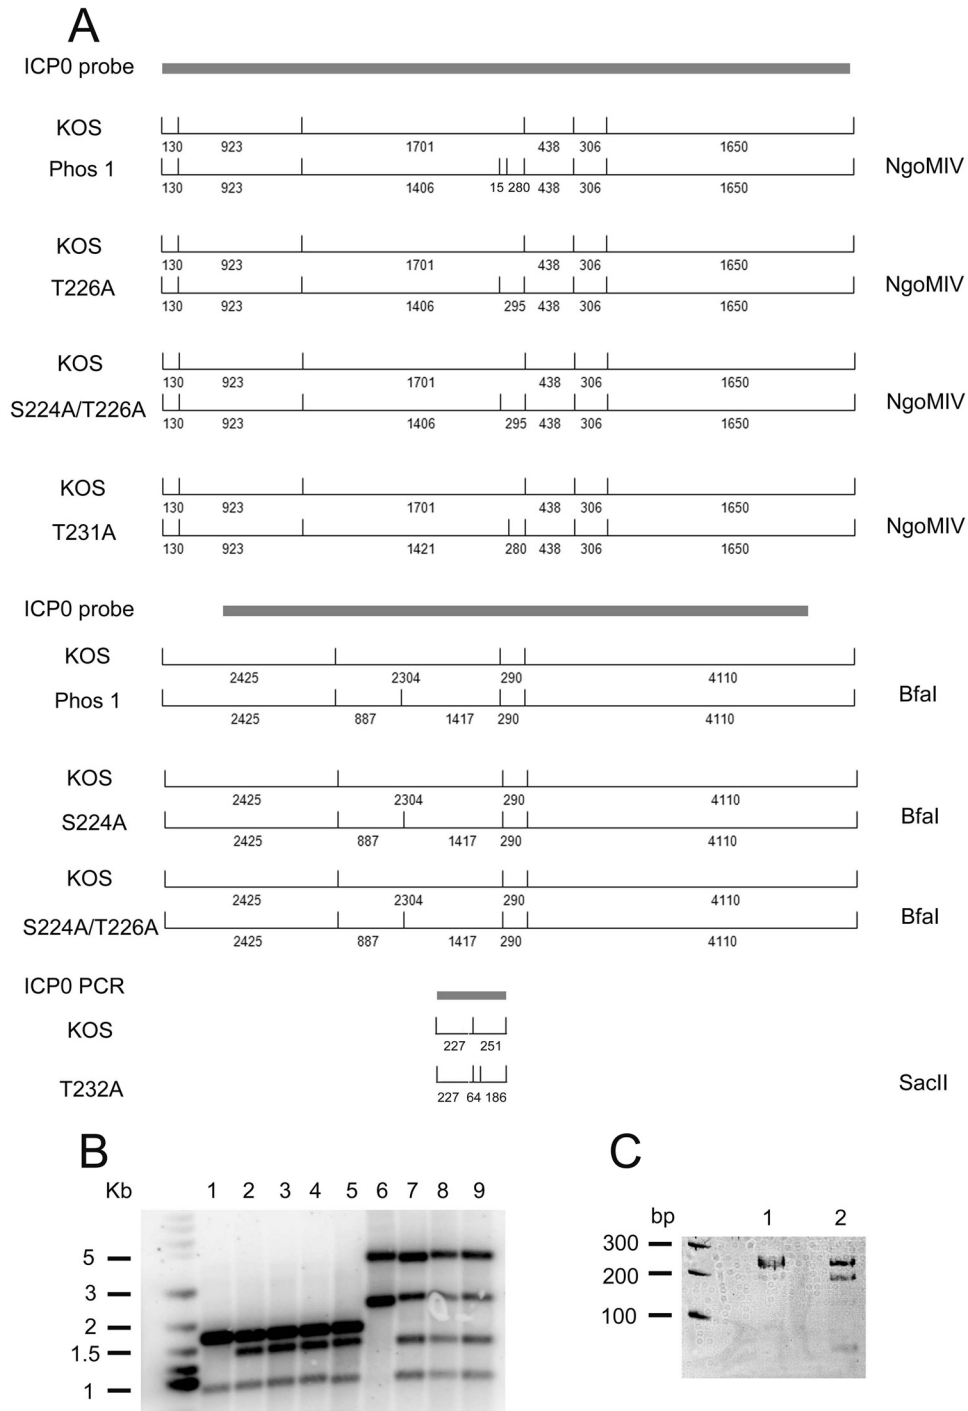 A
ICP0 probe
KOS
130 923 1701 438 306 1650
Phos 1
NgoMIV
130 923 1406 15 280 438 306 1650
KOS
130 923 1701 438 306 1650
T226A
NgoMIV
130 923 1406 295 438 306 1650
KOS
130 923 1701 438 306 1650
S224A/T226A
NgoMIV
130 923 1406 295 438 306 1650
KOS
130 923 1701 438 306 1650
T231A
NgoMIV
130 923 1421 280 438 306 1650
ICP0 probe
KOS
2425 2304 290 4110
Phos 1
BfaI
2425 887 1417 290 4110
KOS
2425 2304 290 4110
S224A
BfaI
2425 887 1417 290 4110
KOS
2425 2304 290 4110
S224A/T226A
BfaI
2425 887 1417 290 4110
ICP0 PCR
KOS
227 251
T232A
SacII
227 64 186
B
Kb 1 2 3 4 5 6 7 8 9
5
3
2
1.5
1
C
bp 1 2
300
200
100